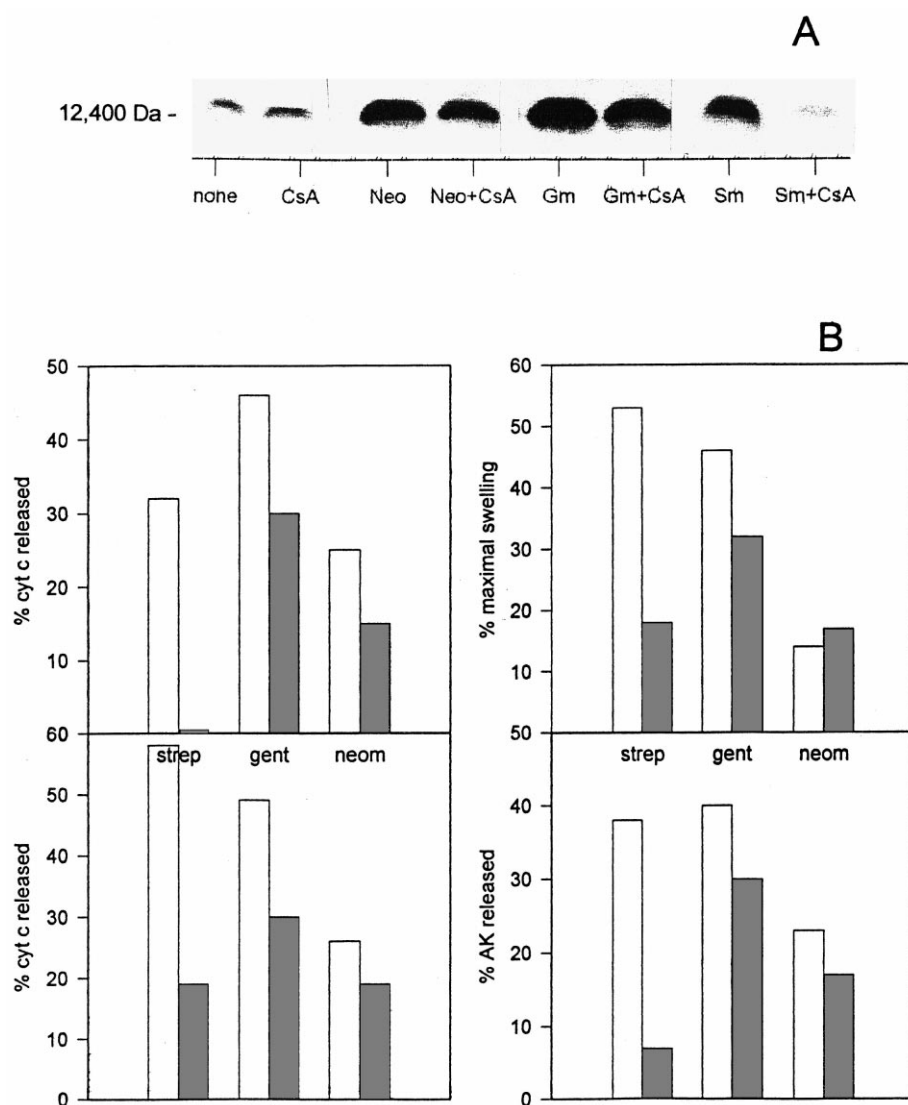 A
12,400 Da -
none CsA Neo Neo+CsA Gm Gm+CsA Sm Sm+CsA
B
50
40
30
20
10
60
% cyt c released
60
50
40
30
20
10
50
% maximal swelling
strep gent neom
strep gent neom
50
40
30
20
10
0
% cyt c released
40
30
20
10
0
% AK released